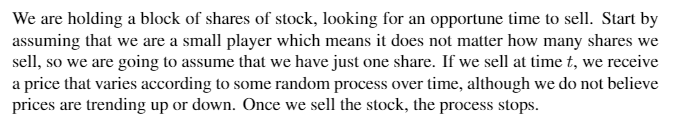 We are holding a block of shares of stock, looking for an opportune time to sell. Start by
assuming that we are a small player which means it does not matter how many shares we
sell, so we are going to assume that we have just one share. If we sell at time t, we receive
a price that varies according to some random process over time, although we do not believe
prices are trending up or down. Once we sell the stock, the process stops.